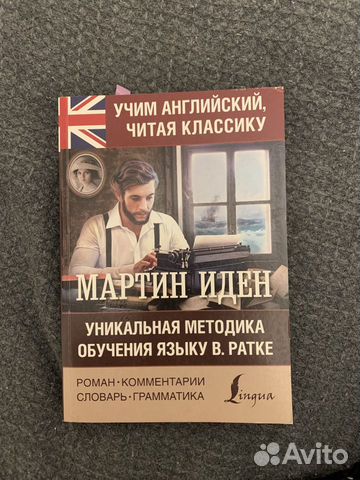 УЧИМ АНГЛИЙСКИЙ,
ЧИТАЯ КЛАССИКУ
МАРТИН ИДЕН
УНИКАЛЬНАЯ МЕТОДИКА
ОБУЧЕНИЯ ЯЗЫКУ В. РАТКЕ
РОМАН • КОММЕНТАРИИ
СЛОВАРЬ • ГРАММАТИКА
Lingua
Avito